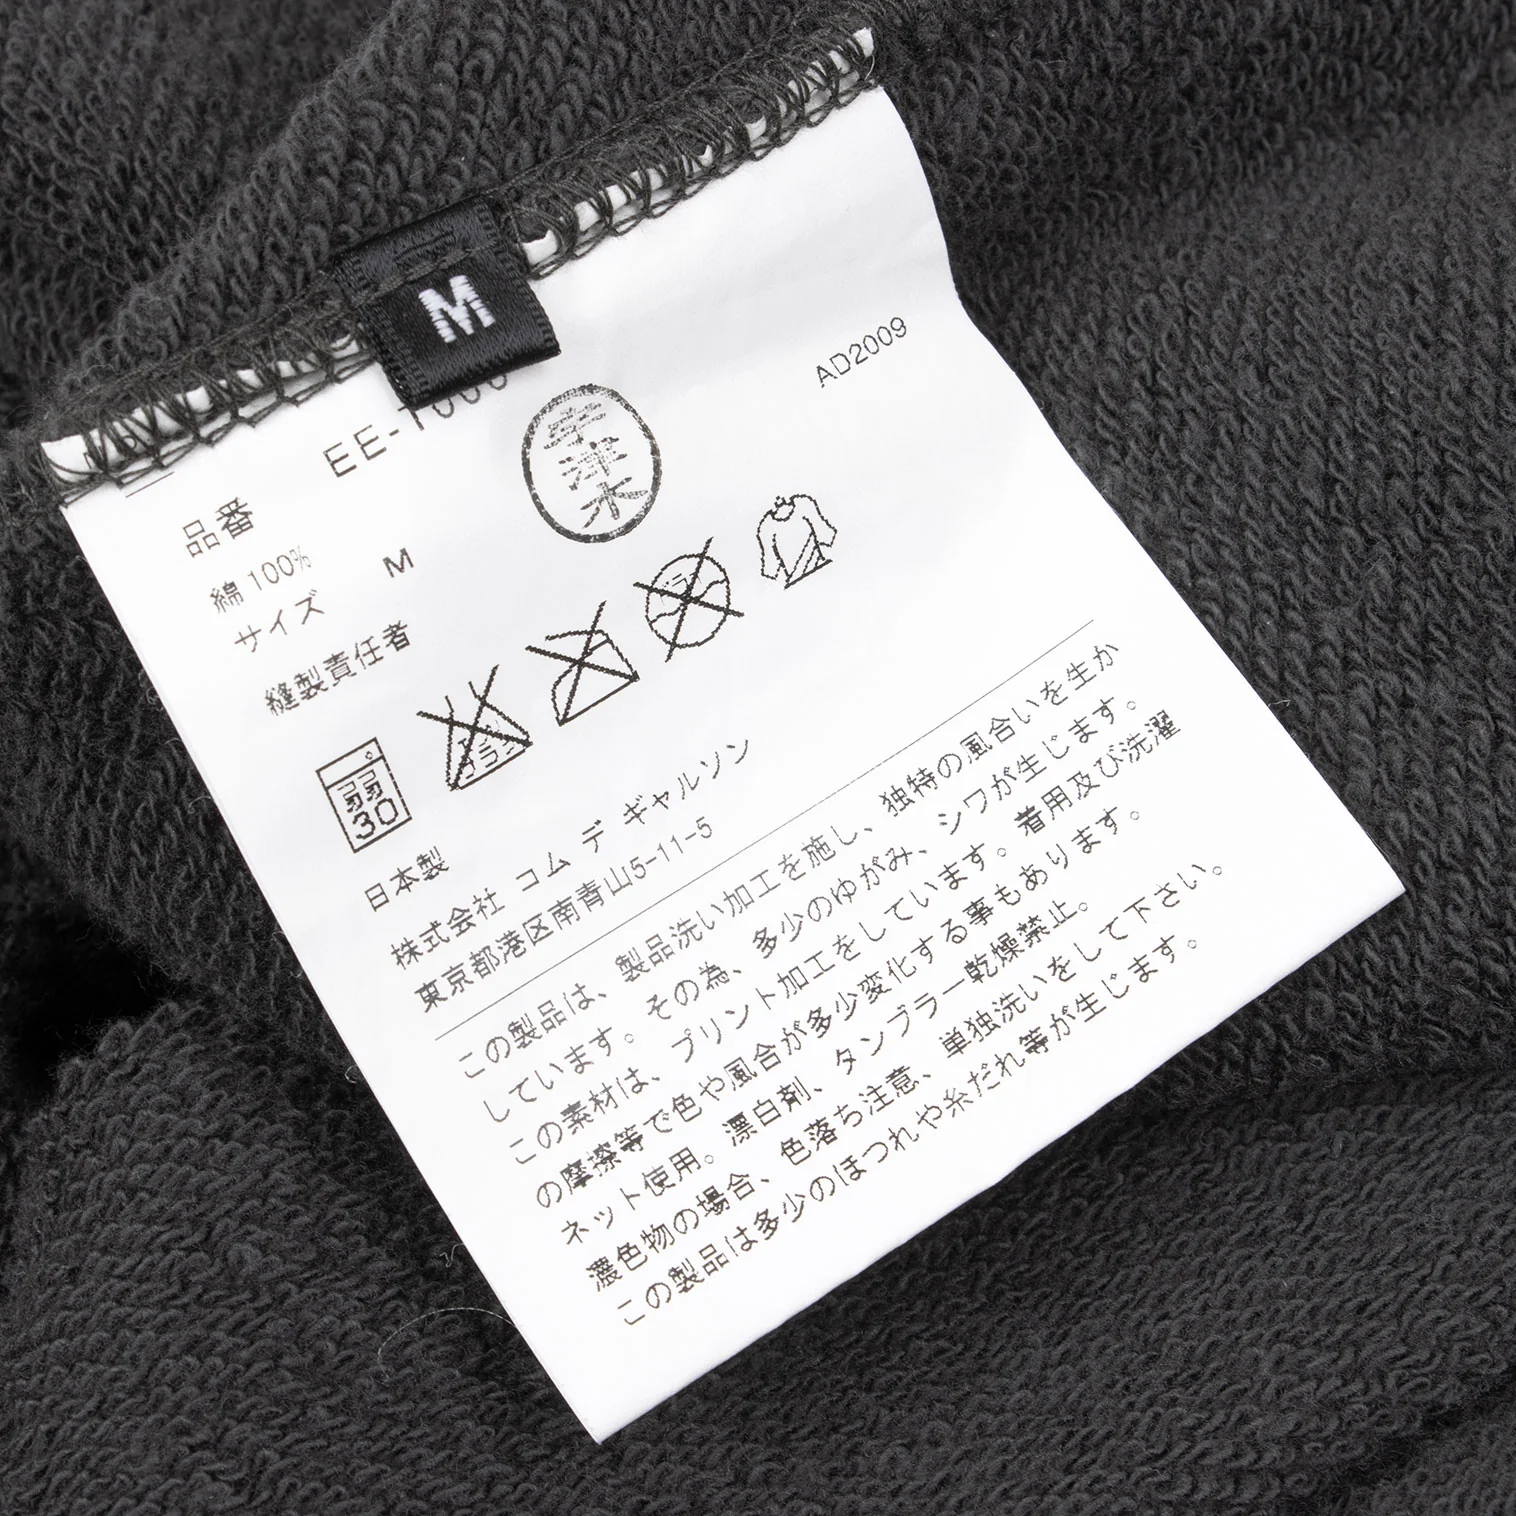 M
AD2009
品番
綿 100%
サイズ M
縫製責任者
幸洋水
弱
30
日本製
株式会社 コム デ ギャルソン
東京都港区南青山5-11-5
この製品は、製品洗い加工を施し、独特の風合いを生か
しています。その為、多少のゆがみ、シワが生じます。
この素材は、プリント加工をしています。着用及び洗濯
の摩擦等で色や風合が多少変化する事もあります。
ネット使用。漂白剤、タンブラー乾燥禁止。
濃色物の場合、色落ち注意、単独洗いをして下さい。
この製品は多少のほつれや糸だれ等が生じます。